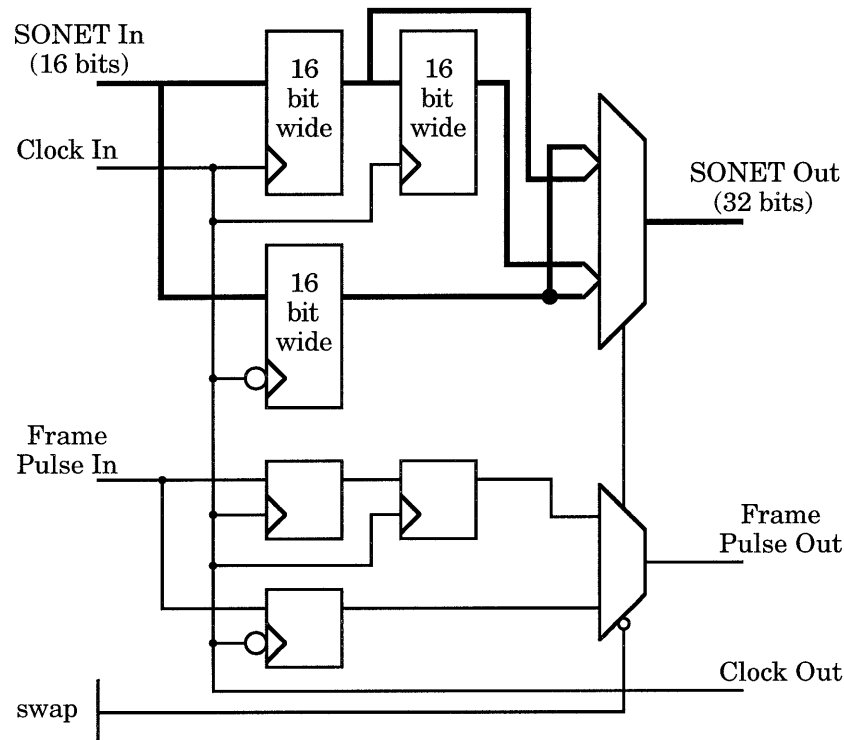 SONET In
(16 bits)
16
bit
wide
16
bit
wide
Clock In
SONET Out
(32 bits)
16
bit
wide
Frame
Pulse In
Frame
Pulse Out
Clock Out
swap